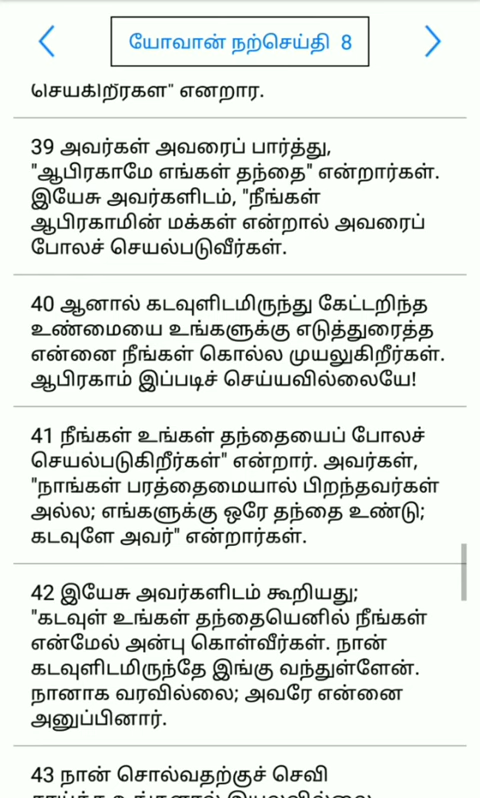 யோவான் நற்செய்தி 8
செயகிறீர்கள்" என்றார்.
39 அவர்கள் அவரைப் பார்த்து,
"ஆபிரகாமே எங்கள் தந்தை" என்றார்கள்.
இயேசு அவர்களிடம், "நீங்கள்
ஆபிரகாமின் மக்கள் என்றால் அவரைப்
போலச் செயல்படுவீர்கள்.
40 ஆனால் கடவுளிடமிருந்து கேட்டறிந்த
உண்மையை உங்களுக்கு எடுத்துரைத்த
என்னை நீங்கள் கொல்ல முயலுகிறீர்கள்.
ஆபிரகாம் இப்படிச் செய்யவில்லையே!
41 நீங்கள் உங்கள் தந்தையைப் போலச்
செயல்படுகிறீர்கள்" என்றார். அவர்கள்,
"நாங்கள் பரத்தைமையால் பிறந்தவர்கள்
அல்ல; எங்களுக்கு ஒரே தந்தை உண்டு;
கடவுளே அவர்" என்றார்கள்.
42 இயேசு அவர்களிடம் கூறியது;
"கடவுள் உங்கள் தந்தையெனில் நீங்கள்
என்மேல் அன்பு கொள்வீர்கள். நான்
கடவுளிடமிருந்தே இங்கு வந்துள்ளேன்.
நானாக வரவில்லை; அவரே என்னை
அனுப்பினார்.
43 நான் சொல்வதற்குச் செவி